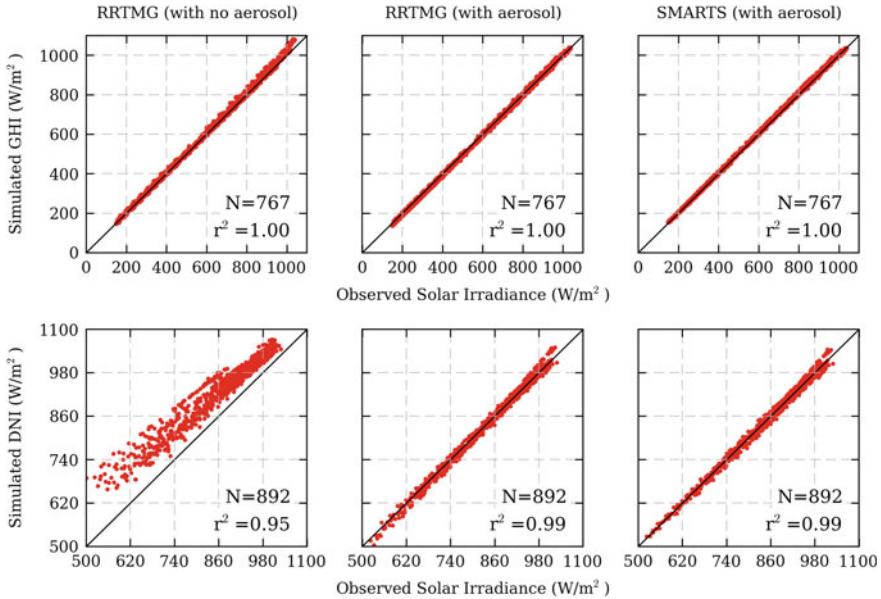 RRTMG (with no aerosol)
RRTMG (with aerosol)
SMARTS (with aerosol)
Simulated GHI (W/m²)
1000
800
600
400
200
0
N=767
r² =1.00
N=767
r² =1.00
N=767
r² =1.00
0 200 400 600 800 1000
0 200 400 600 800 1000
0 200 400 600 800 1000
Observed Solar Irradiance (W/m² )
Simulated DNI (W/m² )
1100
980
860
740
620
500
N=892
r² =0.95
N=892
r² =0.99
N=892
r² =0.99
500 620 740 860 980 1100
500 620 740 860 980 1100
500 620 740 860 980 1100
Observed Solar Irradiance (W/m² )